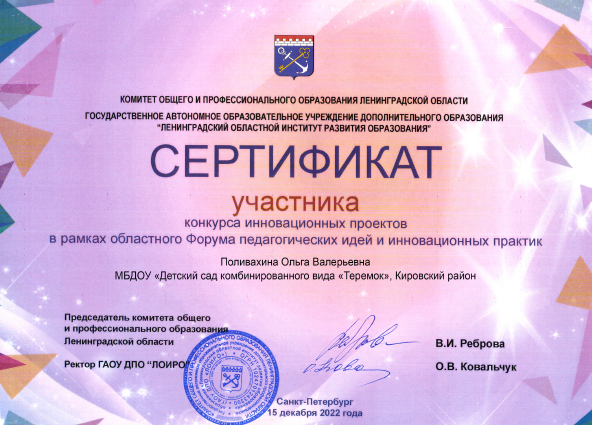 КОМИТЕТ ОБЩЕГО И ПРОФЕССИОНАЛЬНОГО ОБРАЗОВАНИЯ ЛЕНИНГРАДСКОЙ ОБЛАСТИ
ГОСУДАРСТВЕННОЕ АВТОНОМНОЕ ОБРАЗОВАТЕЛЬНОЕ УЧРЕЖДЕНИЕ ДОПОЛНИТЕЛЬНОГО ОБРАЗОВАНИЯ
"ЛЕНИНГРАДСКИЙ ОБЛАСТНОЙ ИНСТИТУТ РАЗВИТИЯ ОБРАЗОВАНИЯ"
СЕРТИФИКАТ
участника
конкурса инновационных проектов
в рамках областного Форума педагогических идей и инновационных практик
Поливахина Ольга Валерьевна
МБДОУ «Детский сад комбинированного вида «Теремок», Кировский район
Председатель комитета общего
и профессионального образования
Ленинградской области
В.И. Реброва
Ректор ГАОУ ДПО "ЛОИРО"
О.В. Ковальчук
Санкт-Петербург
15 декабря 2022 года